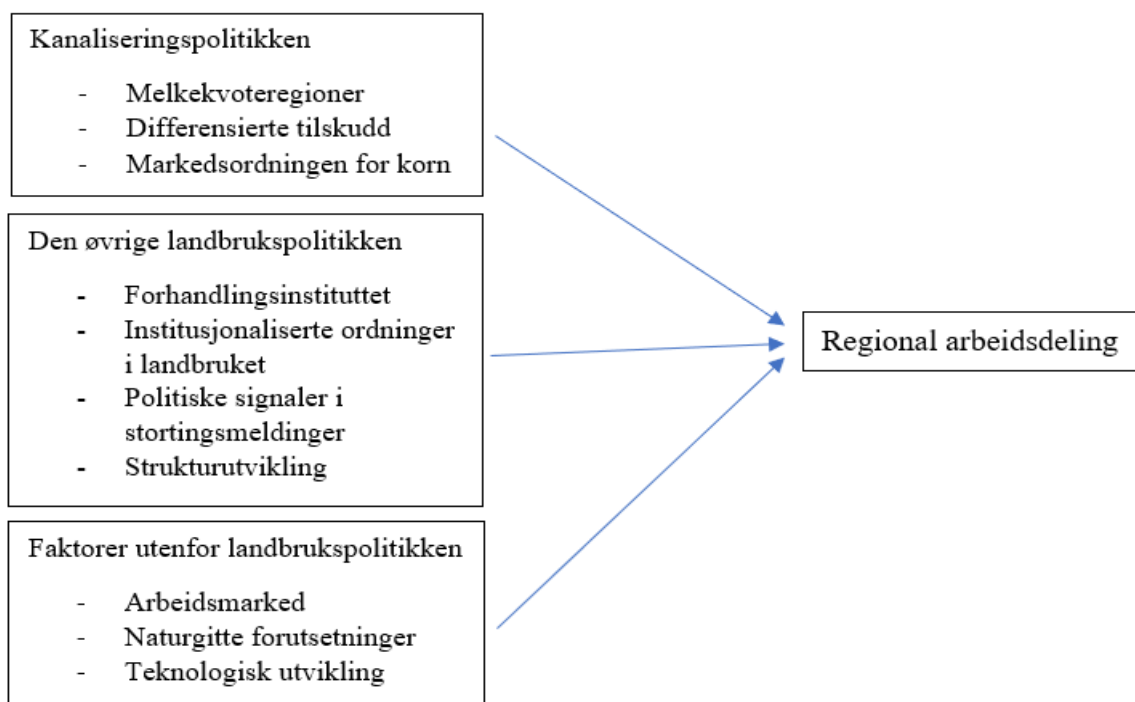 Kanaliseringspolitikken
- Melkekvoteregioner
- Differensierte tilskudd
- Markedsordningen for korn
Den øvrige landbrukspolitikken
- Forhandlingsinstituttet
- Institusjonaliserte ordninger
i landbruket
- Politiske signaler i
stortingsmeldinger
- Strukturutvikling
Faktorer utenfor landbrukspolitikken
- Arbeidsmarked
- Naturgitte forutsetninger
- Teknologisk utvikling
Regional arbeidsdeling